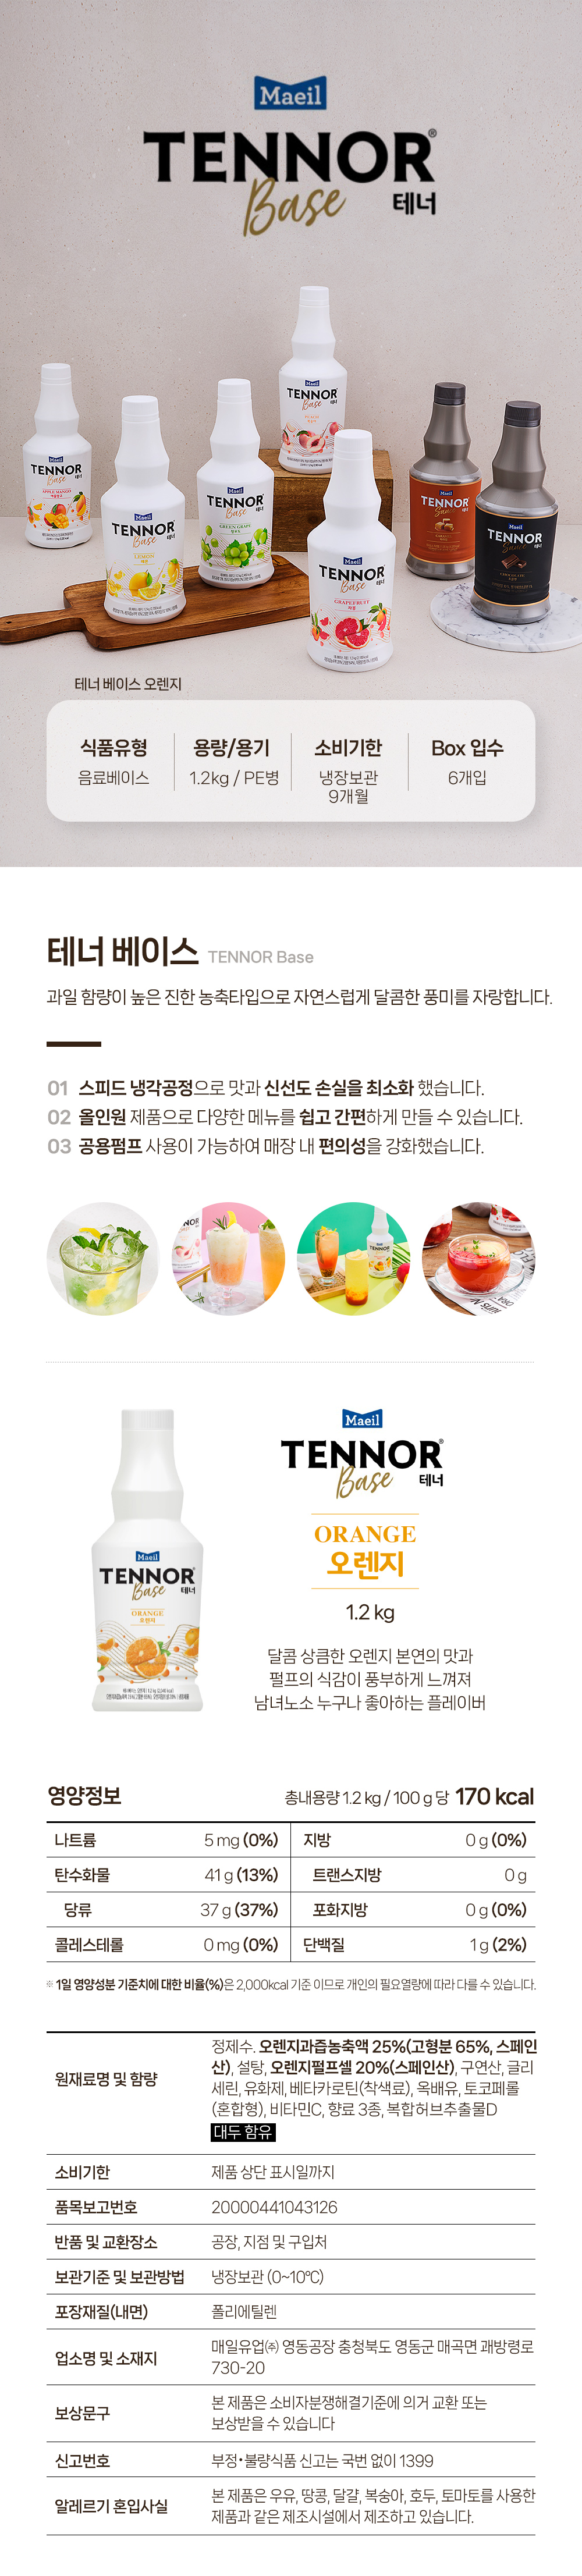 Maeil
TENNOR®
Base 테너
Maeil
TENNOR
Base 테너
APPLE MANGO
Maeil
TENNOR
Base 테너
LEMON
레몬
Maeil
TENNOR
Base 테너
GREEN GRAPE
Maeil
TENNOR
Base 테너
PEACH
Maeil
TENNOR
Base 테너
GRAPEFRUIT
자몽
Maeil
TENNOR
Sauce 테너
Maeil
TENNOR
Sauce 테너
테너 베이스 오렌지
식품유형 용량/용기 소비기한 Box 입수
음료베이스 1.2kg / PE병 냉장보관 6개입
9개월
테너 베이스 TENNOR Base
과일 함량이 높은 진한 농축타입으로 자연스럽게 달콤한 풍미를 자랑합니다.
01 스피드 냉각공정으로 맛과 신선도 손실을 최소화 했습니다.
02 올인원 제품으로 다양한 메뉴를 쉽고 간편하게 만들 수 있습니다.
03 공용펌프 사용이 가능하여 매장 내 편의성을 강화했습니다.
Maeil
TENNOR®
Base 테너
ORANGE
오렌지
1.2 kg
달콤 상큼한 오렌지 본연의 맛과
펄프의 식감이 풍부하게 느껴져
남녀노소 누구나 좋아하는 플레이버
Maeil
TENNOR
Base 테너
ORANGE
오렌지
영양정보 총내용량 1.2 kg / 100 g 당 170 kcal
나트륨 5 mg (0%) 지방 0 g (0%)
탄수화물 41 g (13%) 트랜스지방 0 g
당류 37 g (37%) 포화지방 0 g (0%)
콜레스테롤 0 mg (0%) 단백질 1 g (2%)
※ 1일 영양성분 기준치에 대한 비율(%)은 2,000kcal 기준 이므로 개인의 필요열량에 따라 다를 수 있습니다.
원재료명 및 함량
정제수. 오렌지과즙농축액 25%(고형분 65%, 스페인
산), 설탕, 오렌지펄프셀 20%(스페인산), 구연산, 글리
세린, 유화제, 베타카로틴(착색료), 옥배유, 토코페롤
(혼합형), 비타민C, 향료 3종, 복합허브추출물D
대두 함유
소비기한 제품 상단 표시일까지
품목보고번호 20000441043126
반품 및 교환장소 공장, 지점 및 구입처
보관기준 및 보관방법 냉장보관 (0~10℃)
포장재질(내면) 폴리에틸렌
업소명 및 소재지
매일유업㈜ 영동공장 충청북도 영동군 매곡면 괘방령로
730-20
보상문구
본 제품은 소비자분쟁해결기준에 의거 교환 또는
보상받을 수 있습니다
신고번호 부정•불량식품 신고는 국번 없이 1399
알레르기 혼입사실
본 제품은 우유, 땅콩, 달걀, 복숭아, 호두, 토마토를 사용한
제품과 같은 제조시설에서 제조하고 있습니다.